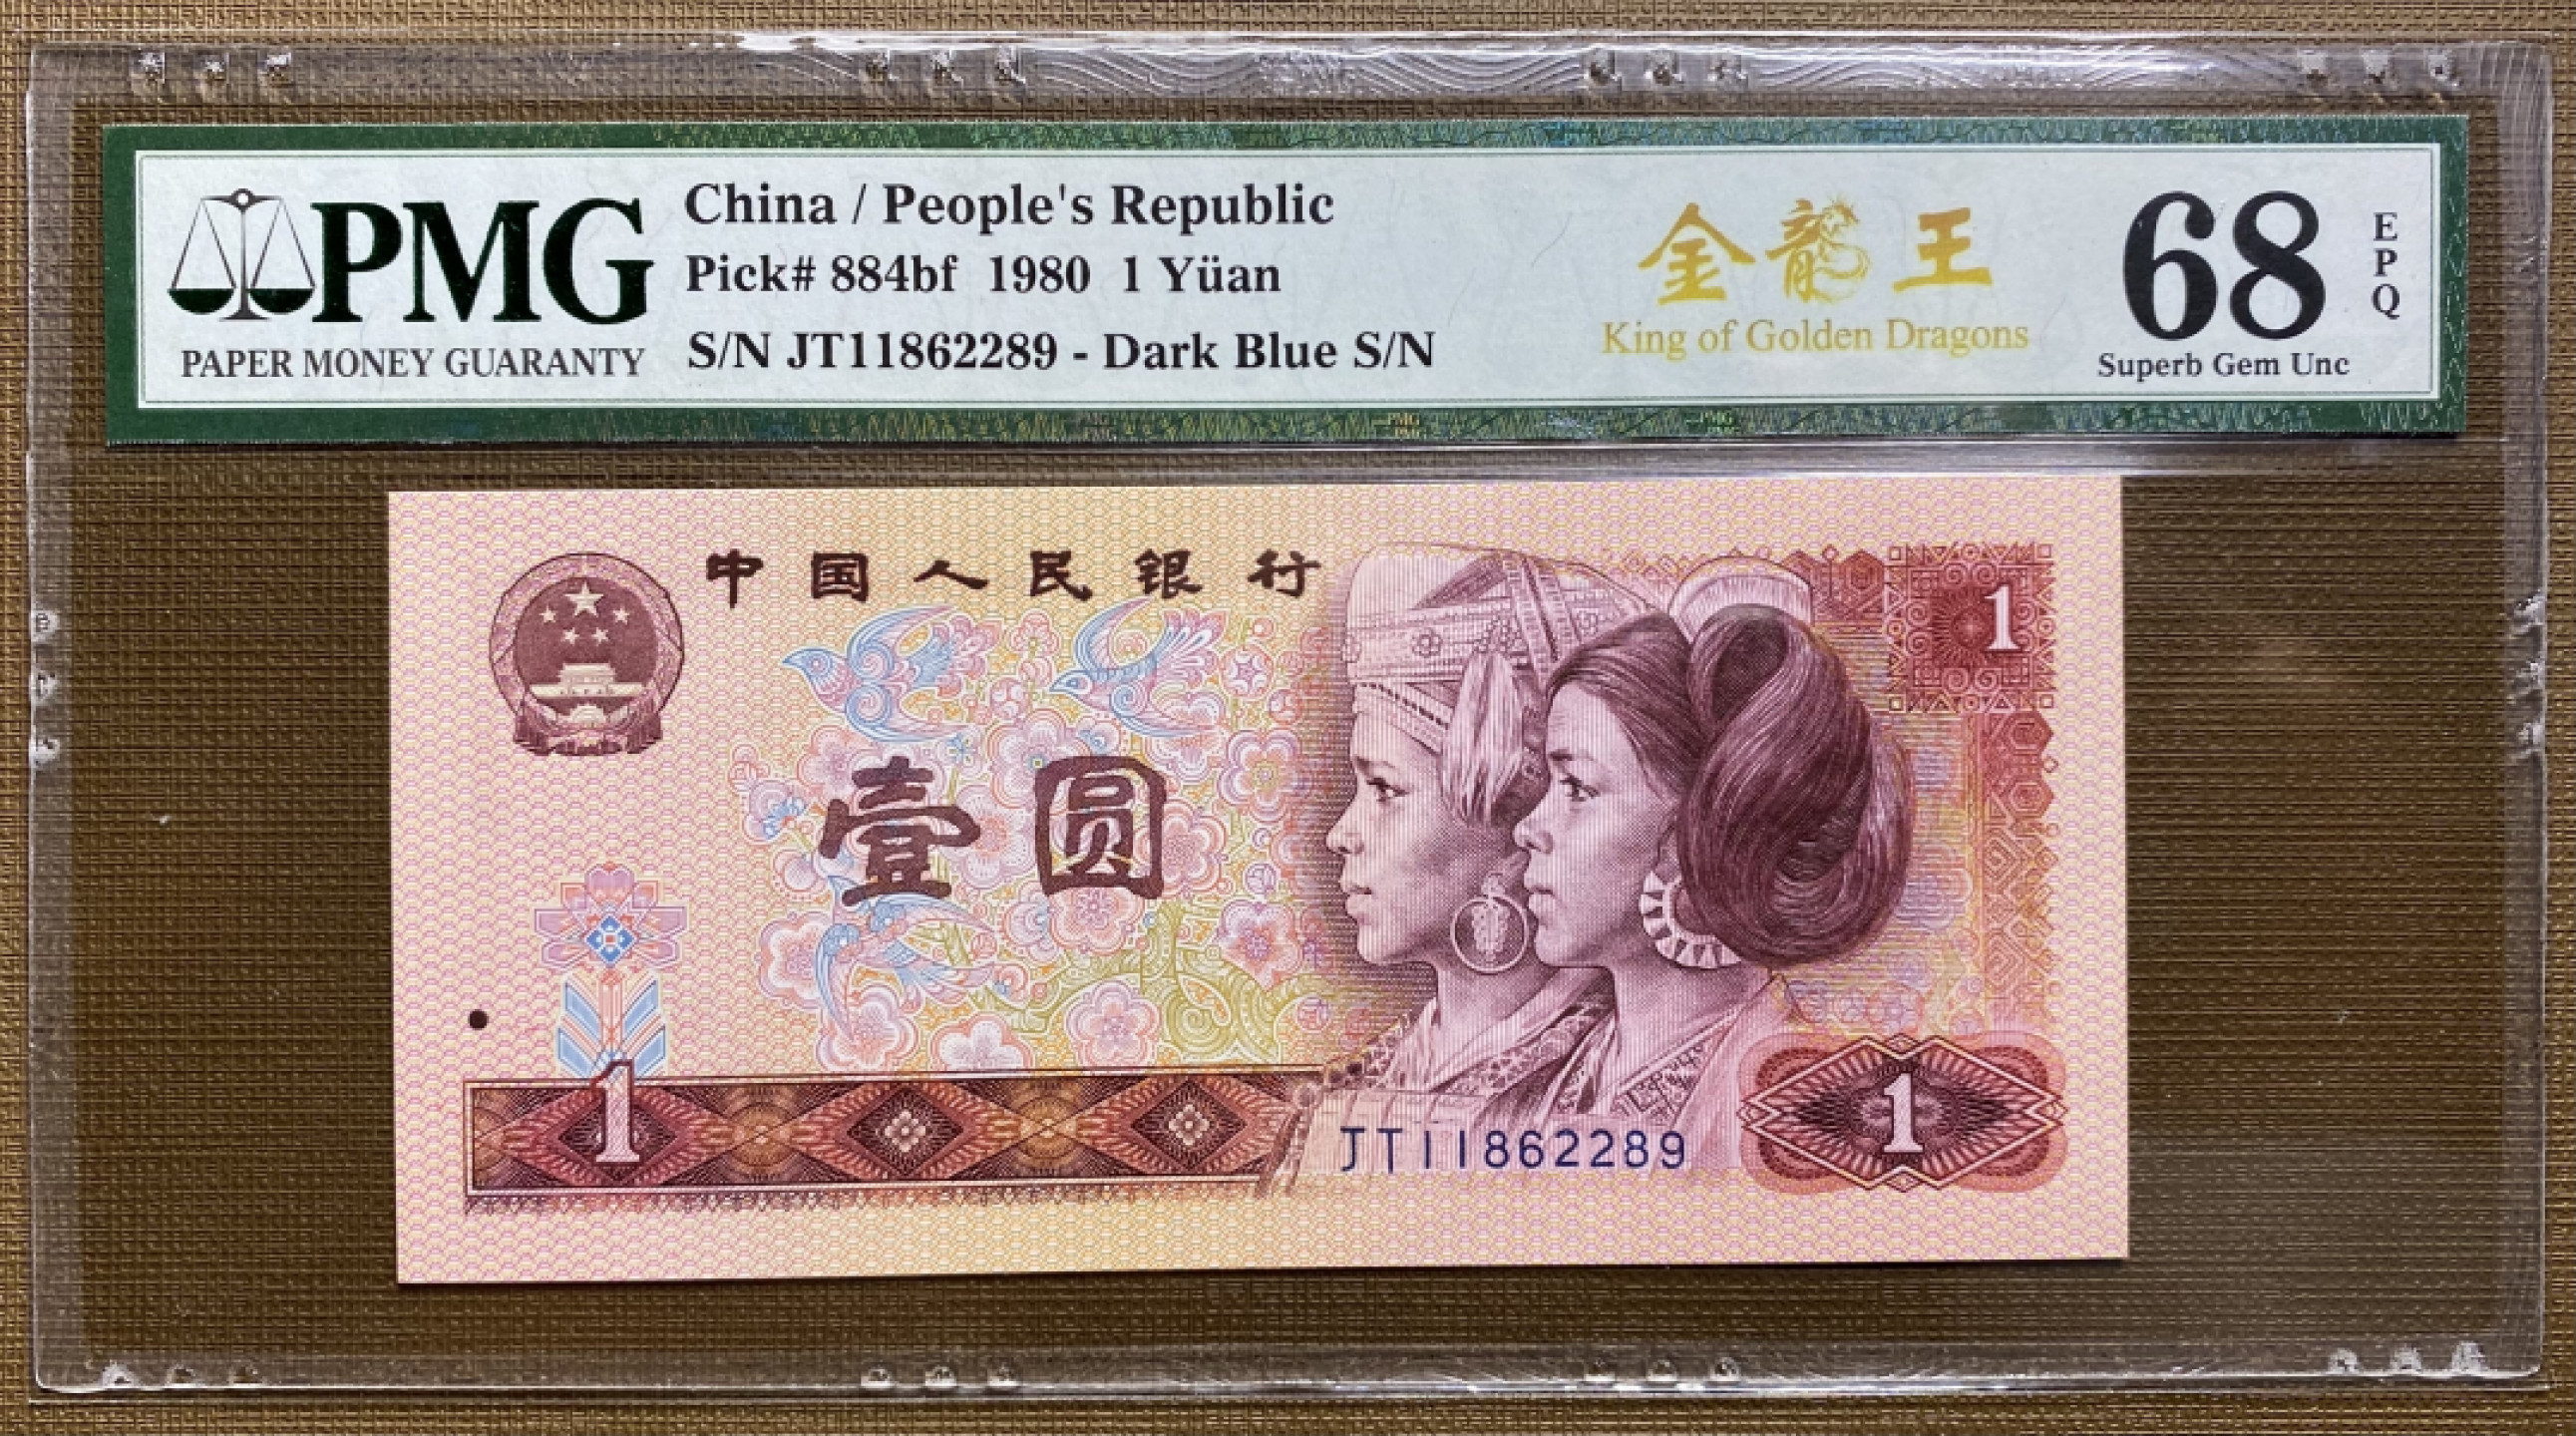 PMG
PAPER MONEY GUARANTY
China / People's Republic
Pick# 884bf 1980 1 Yüan
S/N JT11862289 - Dark Blue S/N
金龍王
King of Golden Dragons
68
EPQ
Superb Gem Unc
中国人民银行
1
壹圆
1
JT11862289
1